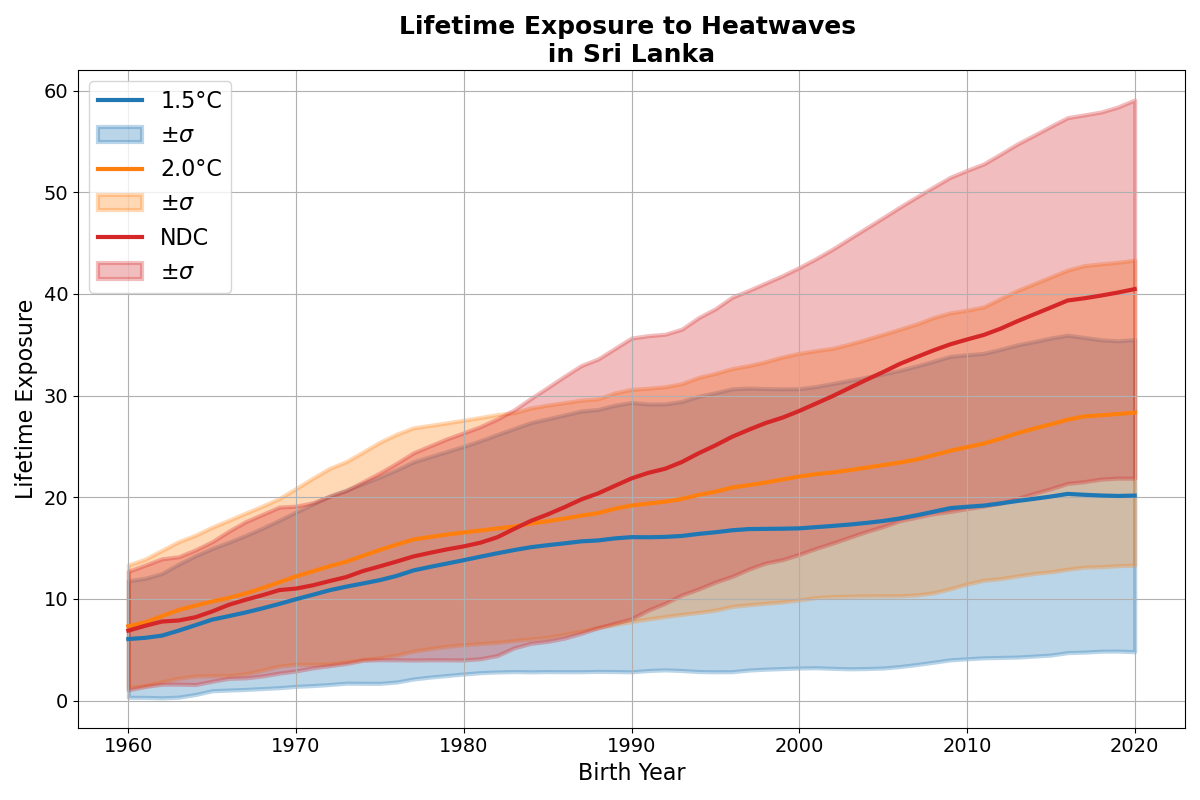 Lifetime Exposure to Heatwaves
in Sri Lanka
1.5°C
±σ
2.0°C
±σ
NDC
±σ
Lifetime Exposure
60
50
40
30
20
10
0
1960 1970 1980 1990 2000 2010 2020
Birth Year